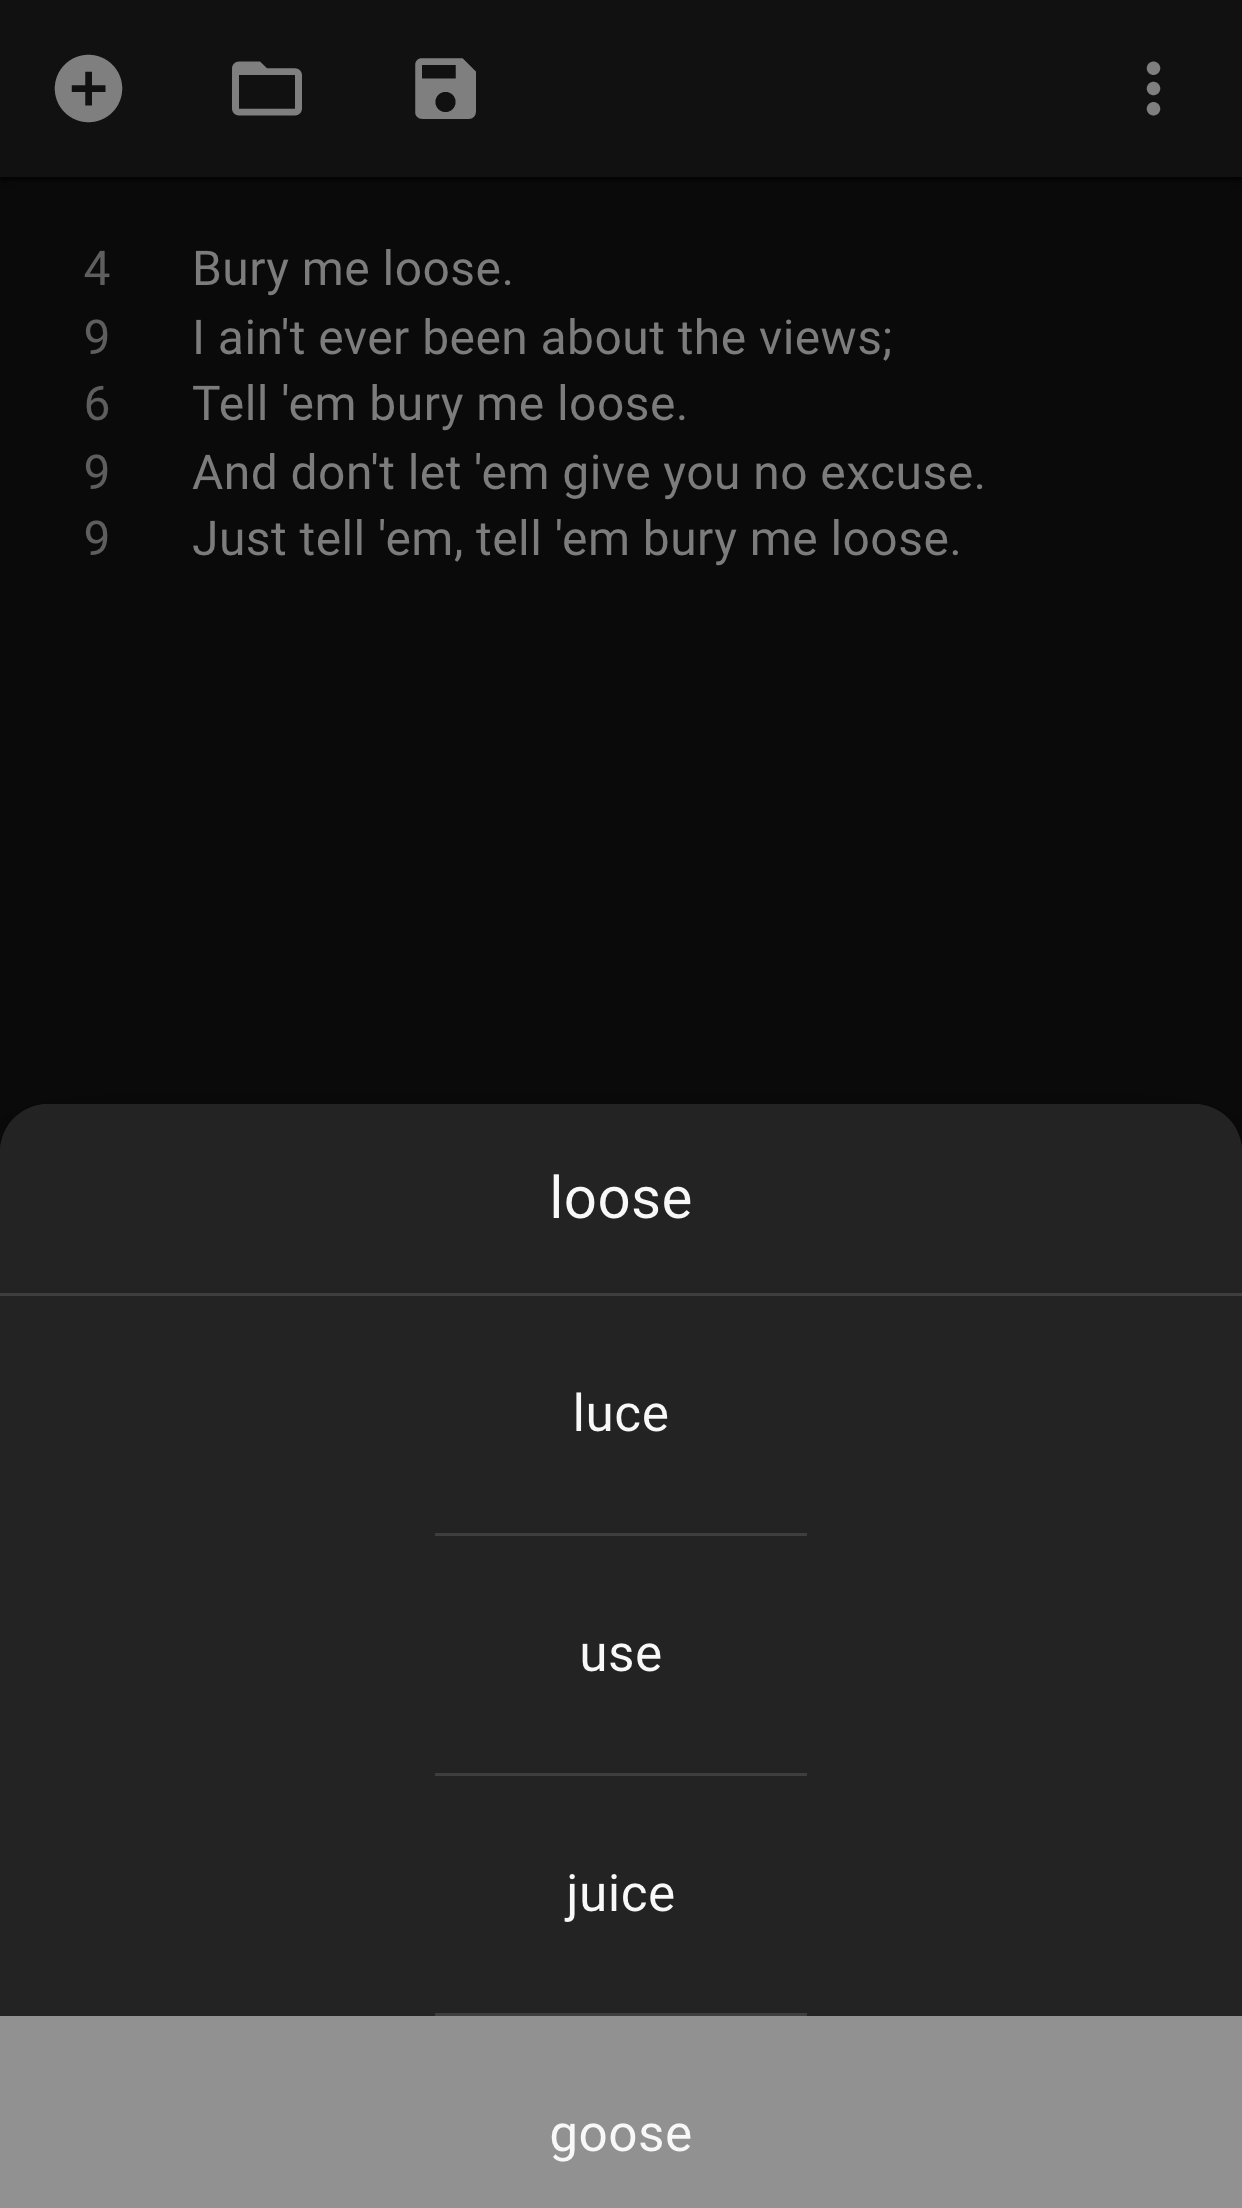 4 Bury me loose.
9 I ain't ever been about the views;
6 Tell 'em bury me loose.
9 And don't let 'em give you no excuse.
9 Just tell 'em, tell 'em bury me loose.
loose
luce
use
juice
goose